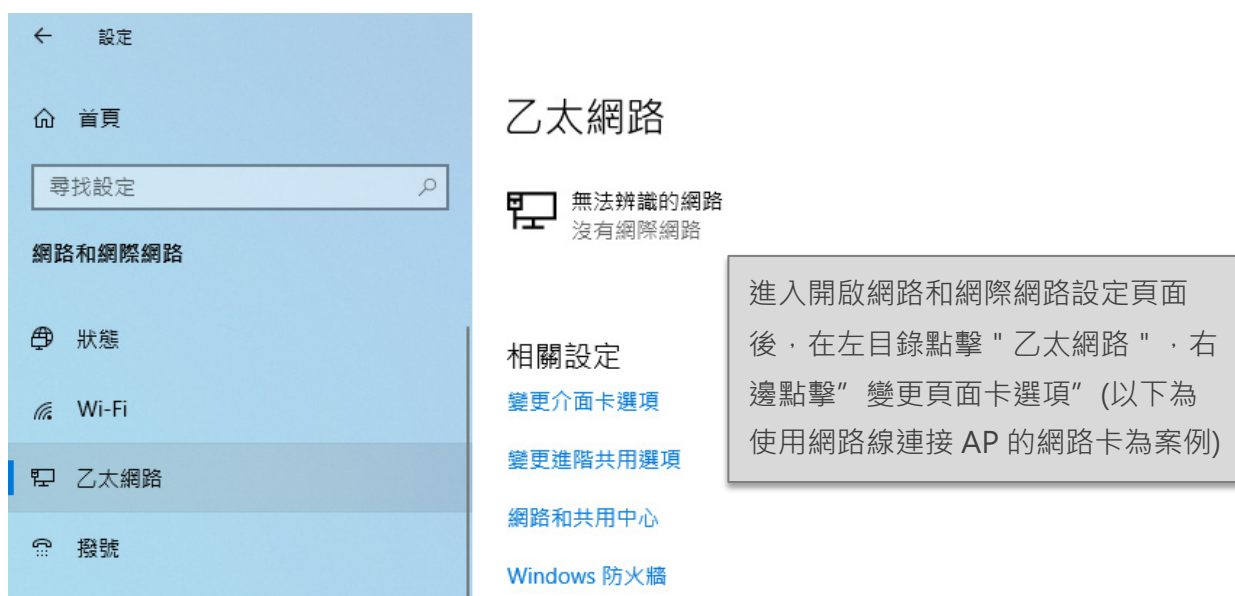 設定
首頁
尋找設定
網路和網際網路
狀態
Wi-Fi
乙太網路
撥號
乙太網路
無法辨識的網路
沒有網際網路
相關設定
變更介面卡選項
變更進階共用選項
網路和共用中心
Windows 防火牆
進入開啟網路和網際網路設定頁面
後，在左目錄點擊 " 乙太網路 " ，右
邊點擊” 變更頁面卡選項” (以下為
使用網路線連接 AP 的網路卡為案例)